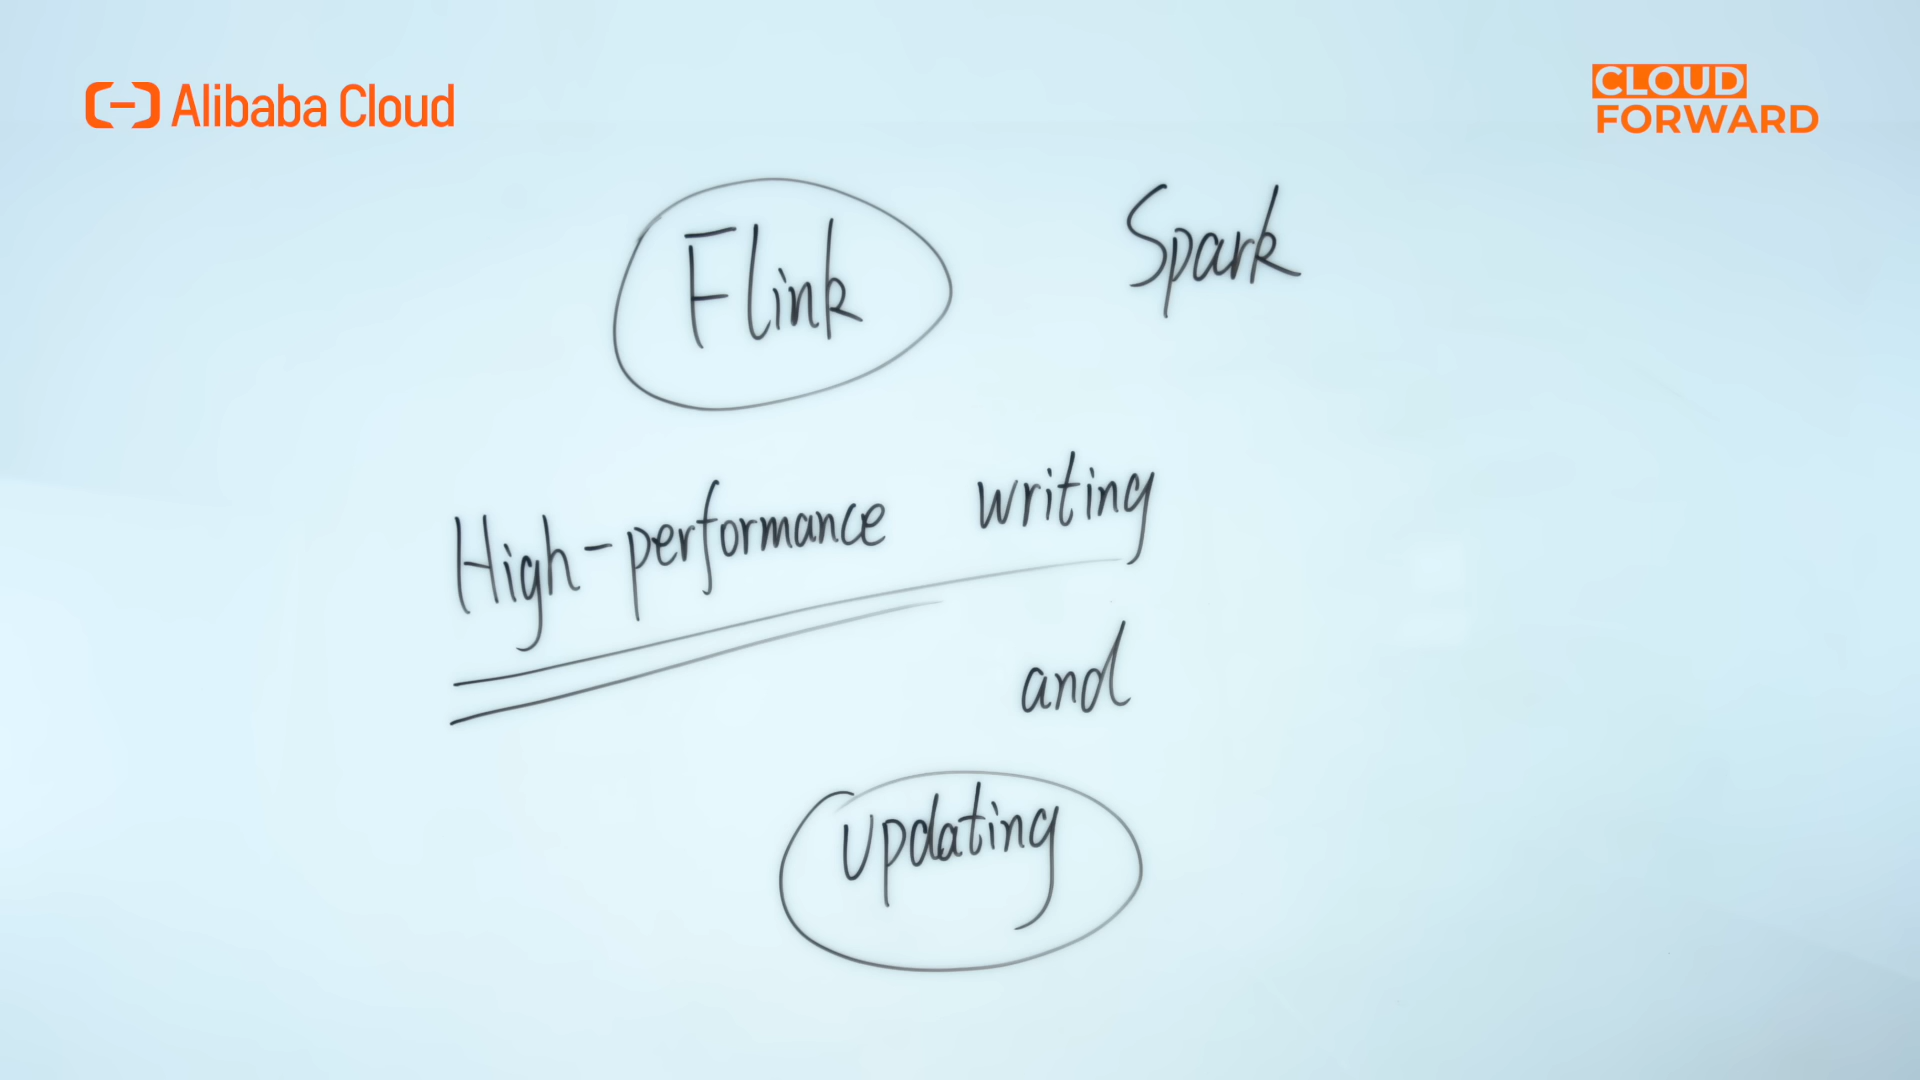 Alibaba Cloud
CLOUD
FORWARD
Flink
Spark
High-performance writing
and
updating